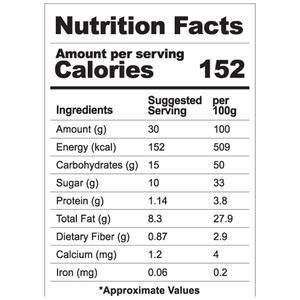 Nutrition Facts
Amount per serving
Calories 152
Ingredients Suggested Serving per 100g
Amount (g) 30 100
Energy (kcal) 152 509
Carbohydrates (g) 15 50
Sugar (g) 10 33
Protein (g) 1.14 3.8
Total Fat (g) 8.3 27.9
Dietary Fiber (g) 0.87 2.9
Calcium (mg) 1.2 4
Iron (mg) 0.06 0.2
*Approximate Values